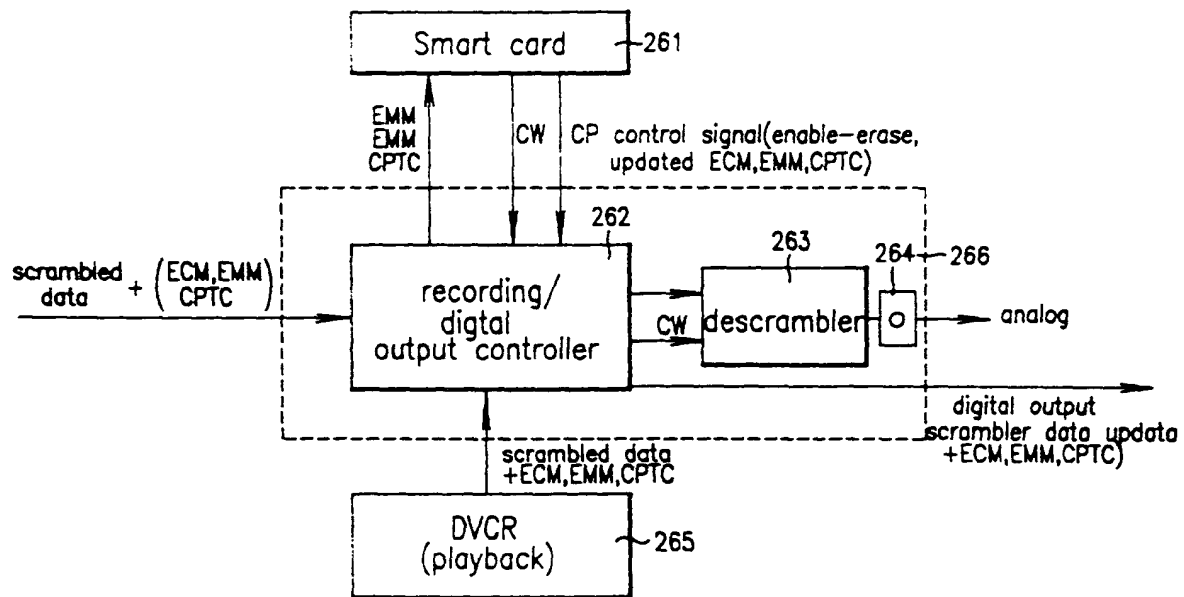 Smart card
261
EMM
EMM
CPTC
CW
CP control signal(enable-erase,
updated ECM,EMM,CPTC)
262
263
264
266
scrambled
data
+
(ECM,EMM
CPTC)
recording/
digtal
output controller
CW
descrambler
analog
digital output
scrambler data updata
+ECM,EMM,CPTC)
scrambled data
+ECM,EMM,CPTC
DVCR
(playback)
265